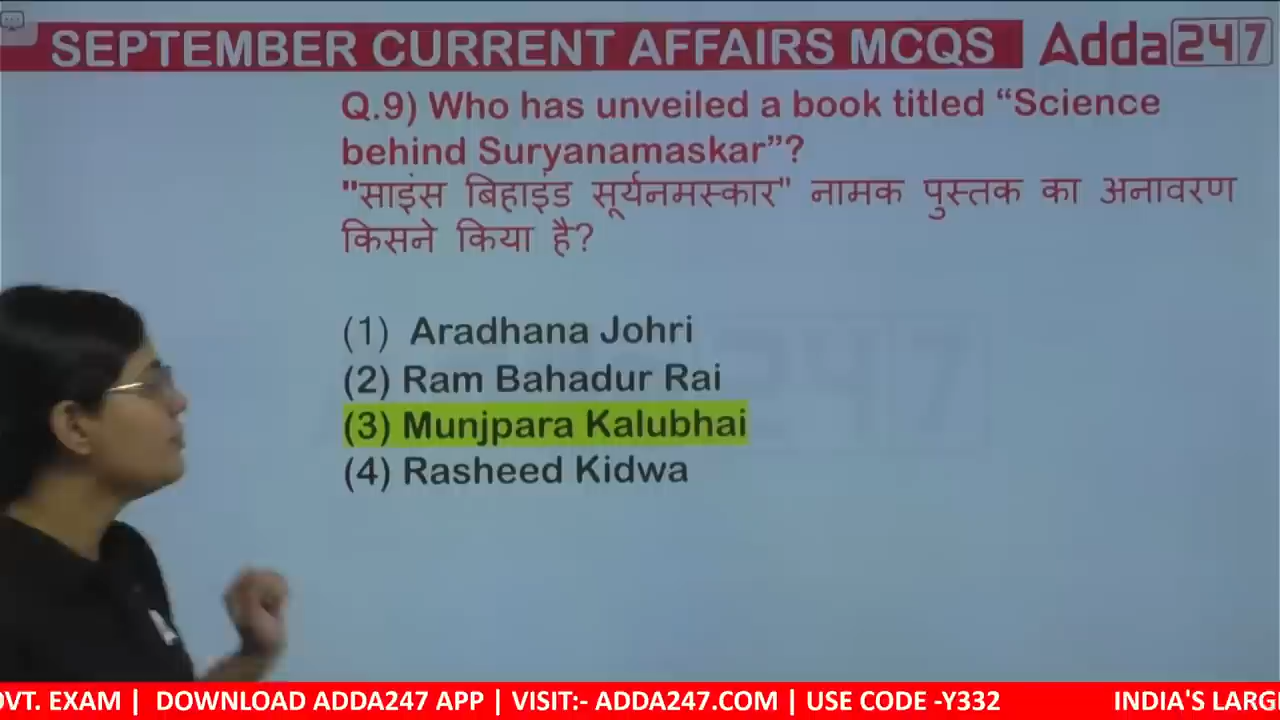 SEPTEMBER CURRENT AFFAIRS MCQS Adda247
Q.9) Who has unveiled a book titled “Science
behind Suryanamaskar”?
"साइंस बिहाइंड सूर्यनमस्कार" नामक पुस्तक का अनावरण
किसने किया है?
(1) Aradhana Johri
(2) Ram Bahadur Rai
(3) Munjpara Kalubhai
(4) Rasheed Kidwa
OVT. EXAM | DOWNLOAD ADDA247 APP | VISIT:- ADDA247.COM | USE CODE -Y332 INDIA'S LARG